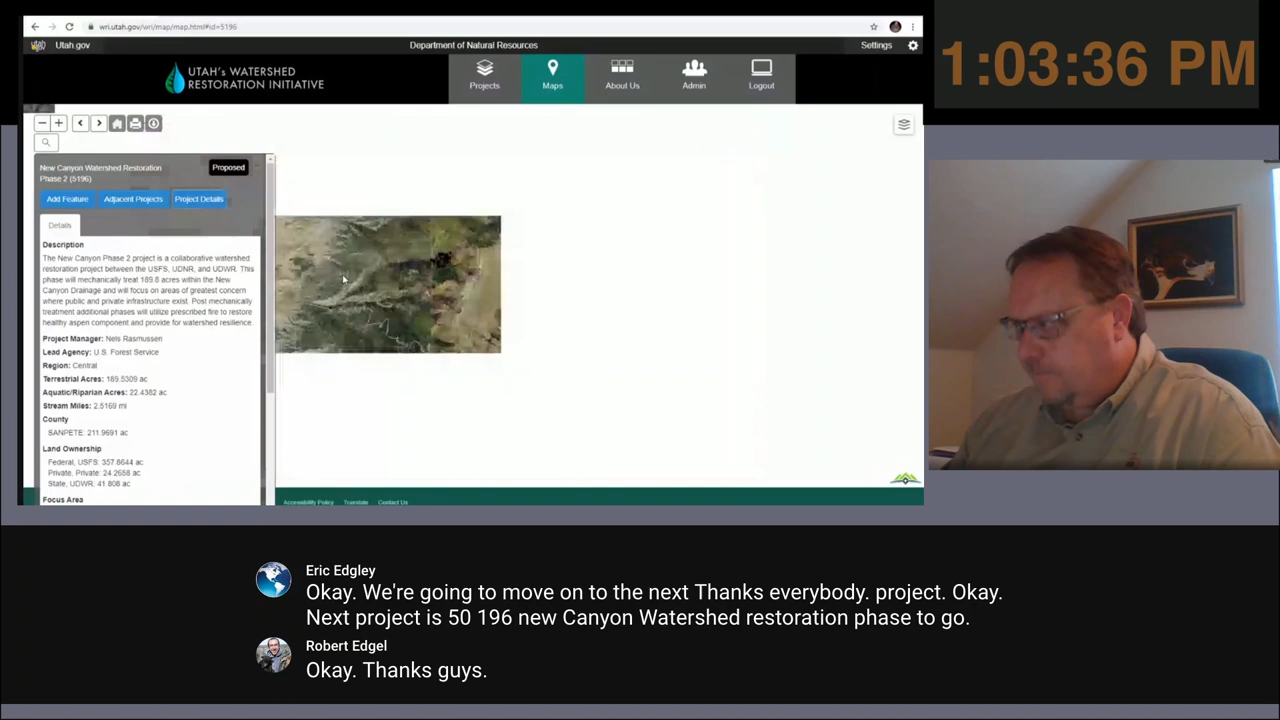 wri.utah.gov/wri/map/map.html#id=5196
1:03:36 PM
Utah.gov
Department of Natural Resources
Settings
UTAH's WATERSHED
RESTORATION INITIATIVE
Projects
Maps
About Us
Admin
Logout
New Canyon Watershed Restoration
Phase 2 (5196)
Proposed
Add Feature
Adjacent Projects
Project Details
Details
Description
The New Canyon Phase 2 project is a collaborative watershed
restoration project between the USFS, UDNR, and UDWR. This
phase will mechanically treat 189.8 acres within the New
Canyon Drainage and will focus on areas of greatest concern
where public and private infrastructure exist. Post mechanically
treatment additional phases will utilize prescribed fire to restore
healthy aspen component and provide for watershed resilience.
Project Manager: Nels Rasmussen
Lead Agency: U.S. Forest Service
Region: Central
Terrestrial Acres: 189.5309 ac
Aquatic/Riparian Acres: 22.4382 ac
Stream Miles: 2.5169 mi
County
SANPETE: 211.9691 ac
Land Ownership
Federal, USFS: 357.8644 ac
Private, Private: 24.2658 ac
State, UDWR: 41.808 ac
Focus Area
Accessibility Policy
Translate
Contact Us
Eric Edgley
Okay. We're going to move on to the next Thanks everybody. project. Okay.
Next project is 50 196 new Canyon Watershed restoration phase to go.
Robert Edgel
Okay. Thanks guys.